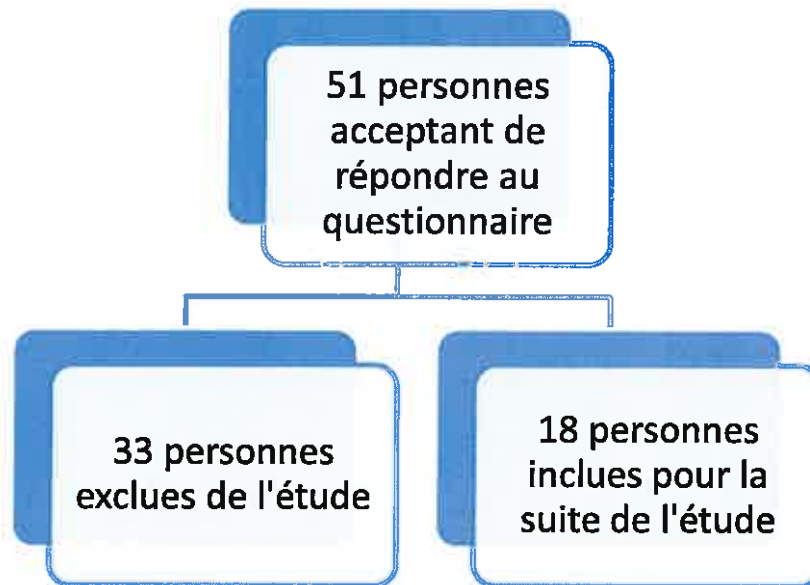 51 personnes
acceptant de
répondre au
questionnaire
33 personnes
exclues de l'étude
18 personnes
inclues pour la
suite de l'étude